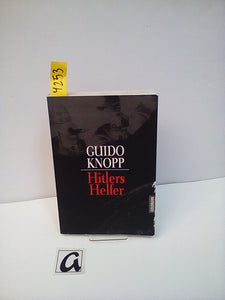 4253
GUIDO
KNOPP
Hitlers
Helfer
a